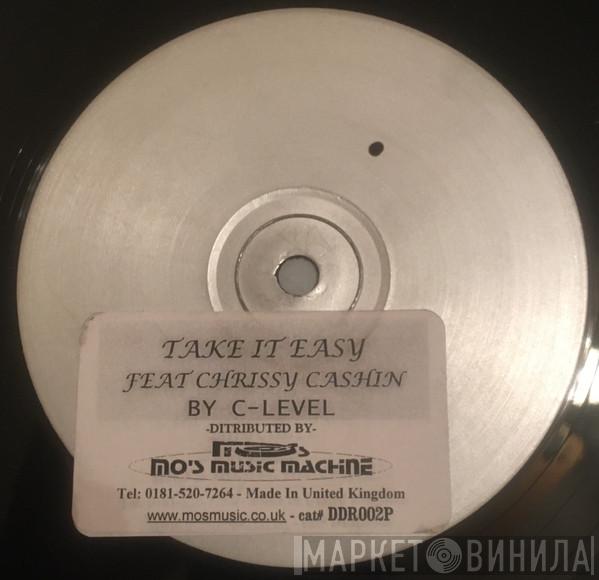 TAKE IT EASY
FEAT CHRISSY CASHIN
BY C-LEVEL
-DITRIBUTED BY-
MO'S MUSIC MACHINE
Tel: 0181-520-7264 - Made In United Kingdom
www.mosmusic.co.uk - cat# DDR002P
МАРКЕТ ВИНИЛА